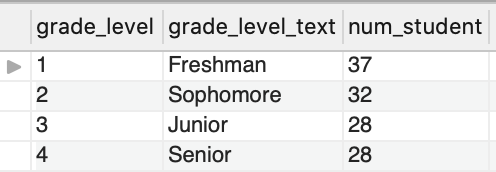 grade_level grade_level_text num_student
1 Freshman 37
2 Sophomore 32
3 Junior 28
4 Senior 28